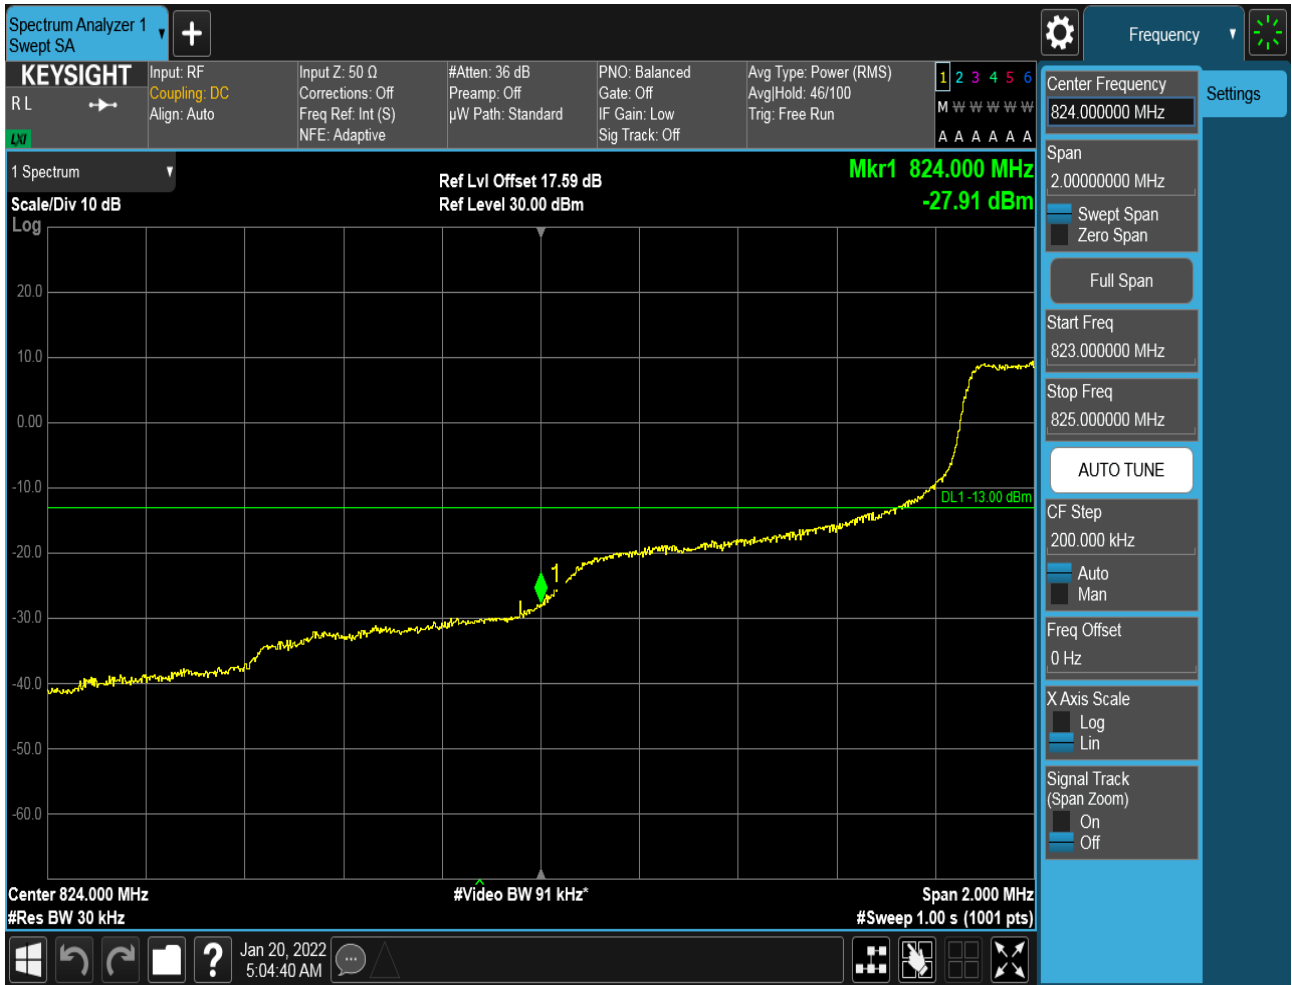 Spectrum Analyzer 1
Swept SA
Frequency
KEYSIGHT
R L
LXI
Input: RF
Coupling: DC
Align: Auto
Input Z: 50 Ω
Corrections: Off
Freq Ref: Int (S)
NFE: Adaptive
#Atten: 36 dB
Preamp: Off
µW Path: Standard
PNO: Balanced
Gate: Off
IF Gain: Low
Sig Track: Off
Avg Type: Power (RMS)
Avg|Hold: 46/100
Trig: Free Run
1 2 3 4 5 6
M W W W W W
A A A A A A
1 Spectrum
Scale/Div 10 dB
Log
Ref Lvl Offset 17.59 dB
Ref Level 30.00 dBm
Mkr1 824.000 MHz
-27.91 dBm
20.0
10.0
0.00
-10.0
-20.0
-30.0
-40.0
-50.0
-60.0
DL1 -13.00 dBm
1
Center 824.000 MHz
#Res BW 30 kHz
#Video BW 91 kHz*
Span 2.000 MHz
#Sweep 1.00 s (1001 pts)
Center Frequency
824.000000 MHz
Settings
Span
2.00000000 MHz
Swept Span
Zero Span
Full Span
Start Freq
823.000000 MHz
Stop Freq
825.000000 MHz
AUTO TUNE
CF Step
200.000 kHz
Auto
Man
Freq Offset
0 Hz
X Axis Scale
Log
Lin
Signal Track
(Span Zoom)
On
Off
?
Jan 20, 2022
5:04:40 AM